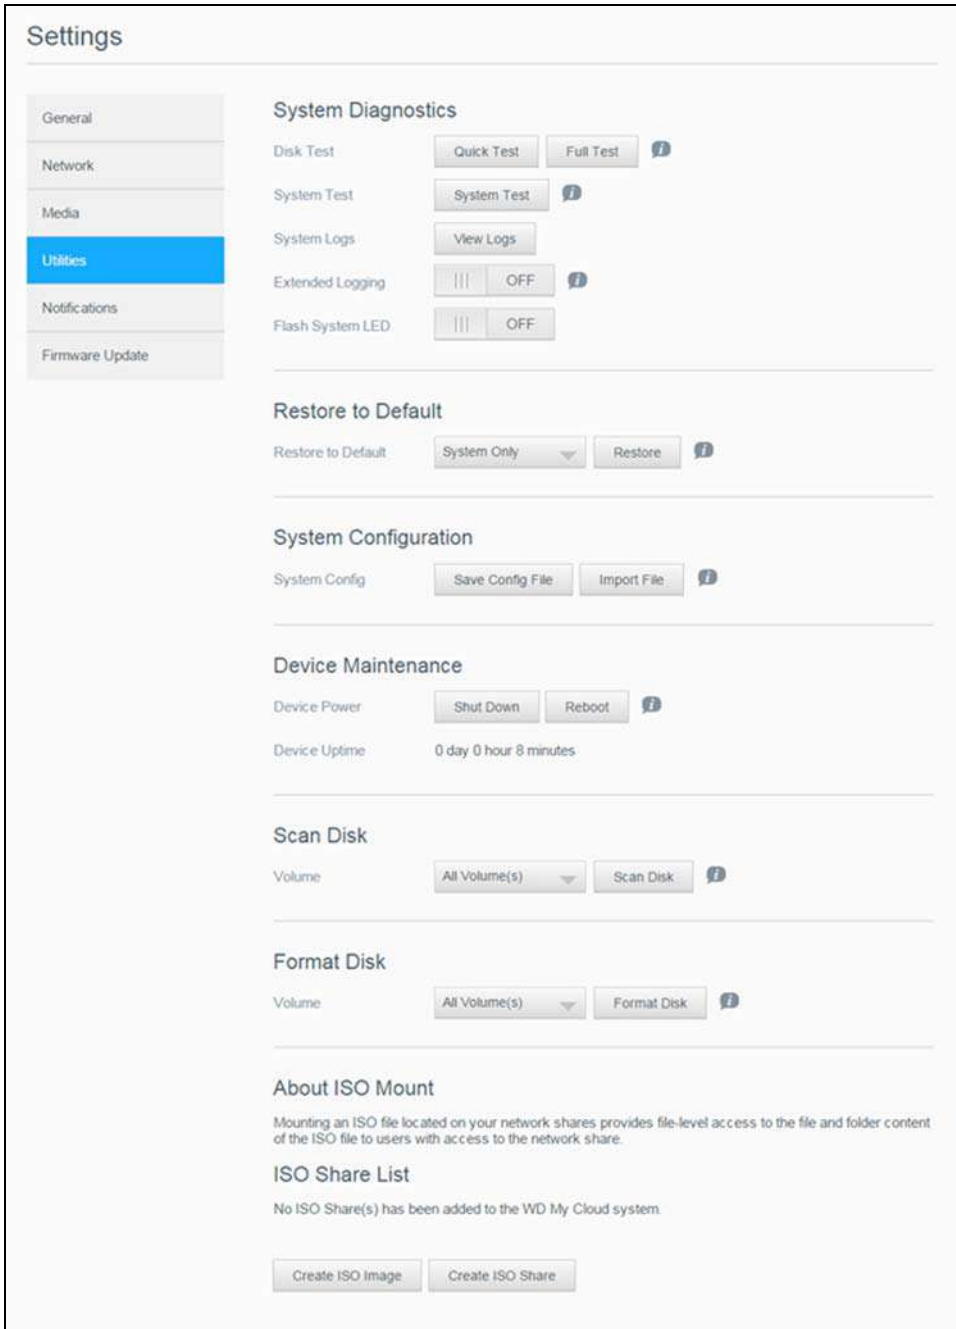 Settings
General
Network
Media
Utilities
Notifications
Firmware Update
System Diagnostics
Disk Test Quick Test Full Test i
System Test System Test i
System Logs View Logs
Extended Logging OFF i
Flash System LED OFF
Restore to Default
Restore to Default System Only Restore i
System Configuration
System Config Save Config File Import File i
Device Maintenance
Device Power Shut Down Reboot i
Device Uptime 0 day 0 hour 8 minutes
Scan Disk
Volume All Volume(s) Scan Disk i
Format Disk
Volume All Volume(s) Format Disk i
About ISO Mount
Mounting an ISO file located on your network shares provides file-level access to the file and folder content
of the ISO file to users with access to the network share.
ISO Share List
No ISO Share(s) has been added to the WD My Cloud system.
Create ISO Image Create ISO Share